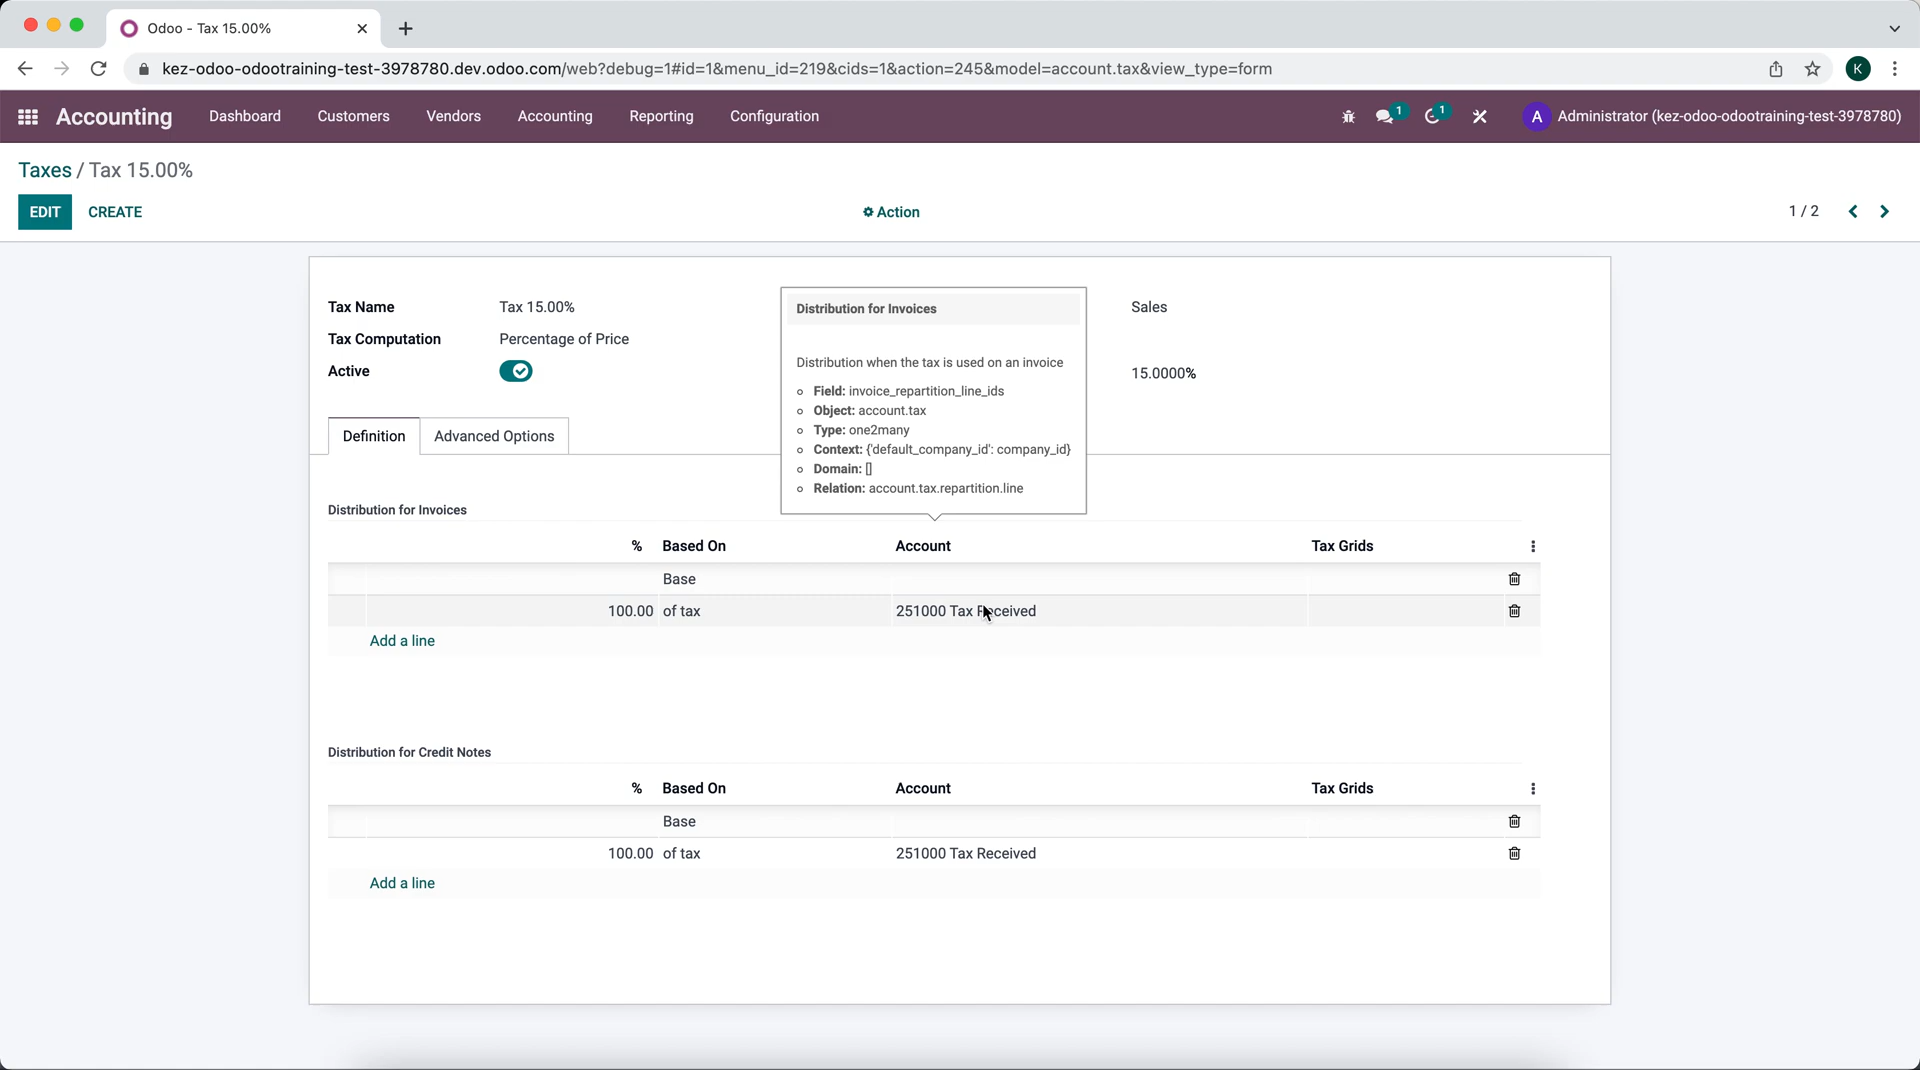 Odoo - Tax 15.00%
kez-odoo-odootraining-test-3978780.dev.odoo.com/web?debug=1#id=1&menu_id=219&cids=1&action=245&model=account.tax&view_type=form
K
Accounting Dashboard Customers Vendors Accounting Reporting Configuration 1 1 A Administrator (kez-odoo-odootraining-test-3978780)
Taxes / Tax 15.00%
EDIT CREATE Action 1 / 2
Tax Name Tax 15.00% Sales
Tax Computation Percentage of Price
Active 15.0000%
Definition Advanced Options
Distribution for Invoices
Distribution when the tax is used on an invoice
Field: invoice_repartition_line_ids
Object: account.tax
Type: one2many
Context: {'default_company_id': company_id}
Domain: []
Relation: account.tax.repartition.line
Distribution for Invoices
% Based On Account Tax Grids
Base
100.00 of tax 251000 Tax Received
Add a line
Distribution for Credit Notes
% Based On Account Tax Grids
Base
100.00 of tax 251000 Tax Received
Add a line